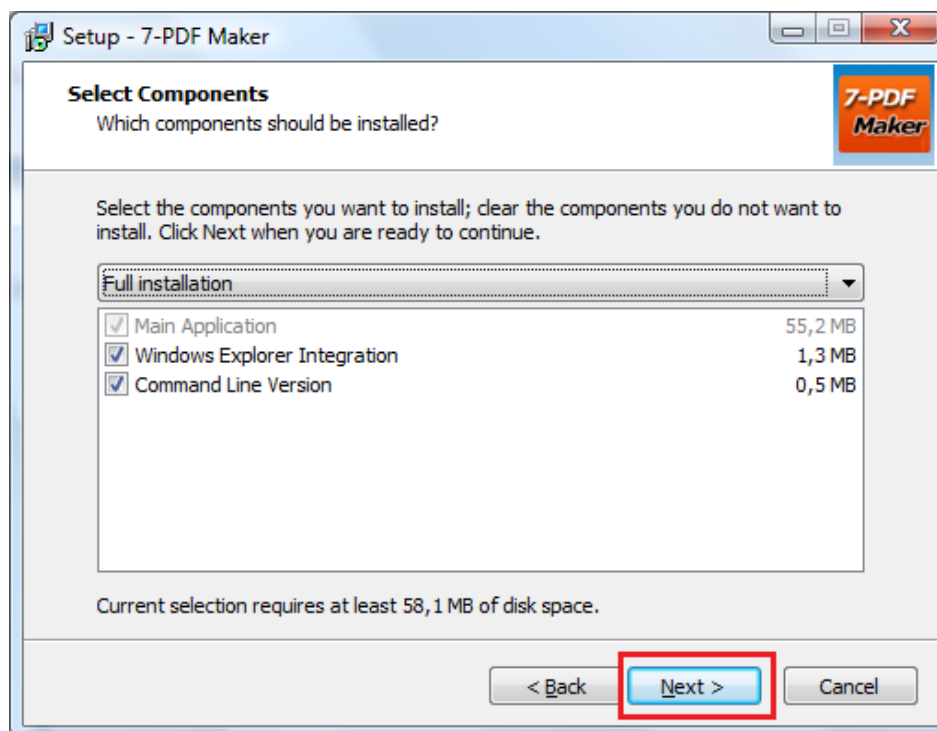 Setup - 7-PDF Maker
Select Components
Which components should be installed?
7-PDF
Maker
Select the components you want to install; clear the components you do not want to
install. Click Next when you are ready to continue.
Full installation
Main Application 55,2 MB
Windows Explorer Integration 1,3 MB
Command Line Version 0,5 MB
Current selection requires at least 58,1 MB of disk space.
< Back Next > Cancel